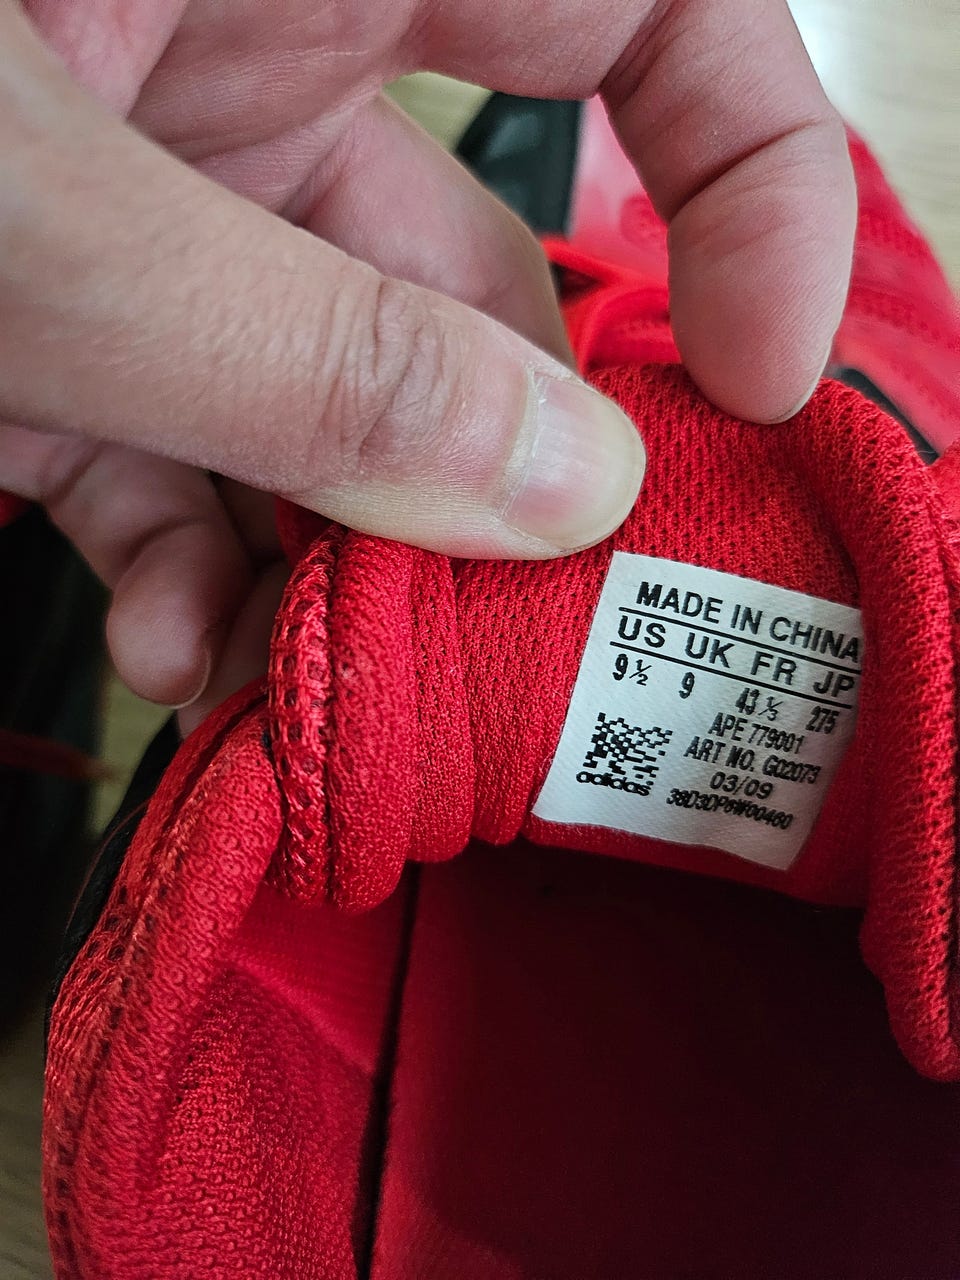 MADE IN CHINA
US UK FR JP
9½ 9 43⅓ 275
APE 779001
ART NO. G02073
03/09
adidas
38D3DP6W00460